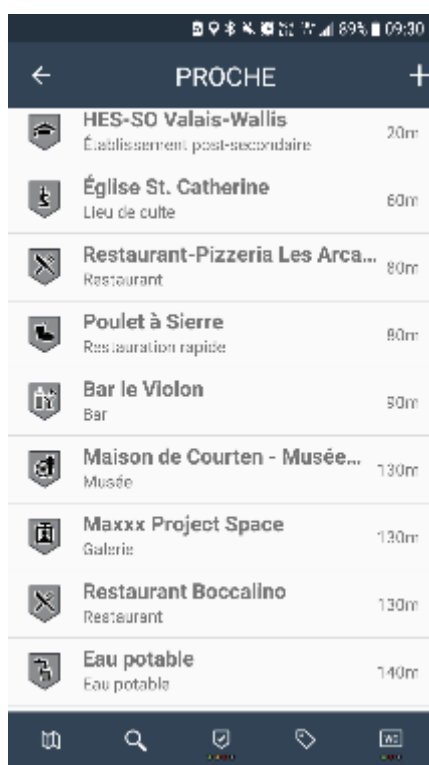 89% 09:30
PROCHE
HES-SO Valais-Wallis
Établissement post-secondaire
20m
Église St. Catherine
Lieu de culte
60m
Restaurant-Pizzeria Les Arca...
Restaurant
80m
Poulet à Sierre
Restauration rapide
80m
Bar le Violon
Bar
90m
Maison de Courten - Musée...
Musée
130m
Maxxx Project Space
Galerie
130m
Restaurant Boccalino
Restaurant
130m
Eau potable
Eau potable
140m